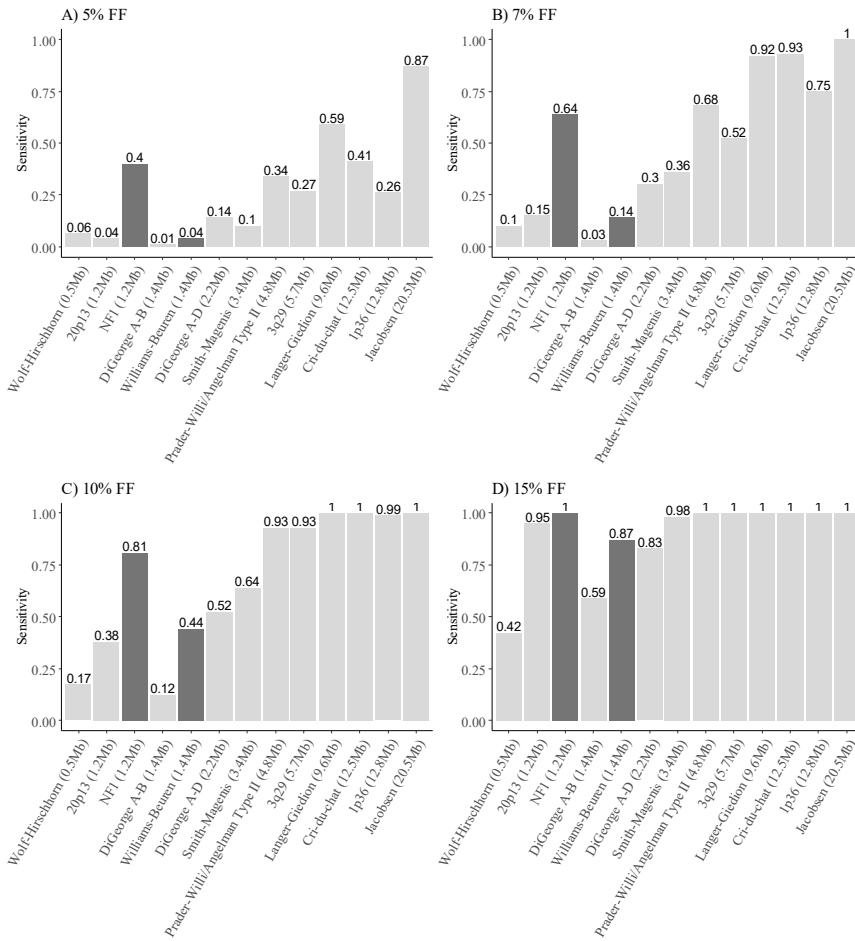 A) 5% FF
Sensitivity
1.00
0.75
0.50
0.25
0.00
0.06
0.04
0.4
0.01
0.04
0.14
0.1
0.34
0.27
0.59
0.41
0.26
0.87
Wolf-Hirschhorn (0.5Mb)
20p13 (1.2Mb)
NF1 (1.2Mb)
DiGeorge A-B (1.4Mb)
Williams-Beuren (1.4Mb)
DiGeorge A-D (2.2Mb)
Smith-Magenis (3.4Mb)
Prader-Willi/Angelman Type II (4.8Mb)
3q29 (5.7Mb)
Langer-Giedion (9.6Mb)
Cri-du-chat (12.5Mb)
1p36 (12.8Mb)
Jacobsen (20.5Mb)
B) 7% FF
Sensitivity
1.00
0.75
0.50
0.25
0.00
0.1
0.15
0.64
0.03
0.14
0.3
0.36
0.68
0.52
0.92
0.93
0.75
1
Wolf-Hirschhorn (0.5Mb)
20p13 (1.2Mb)
NF1 (1.2Mb)
DiGeorge A-B (1.4Mb)
Williams-Beuren (1.4Mb)
DiGeorge A-D (2.2Mb)
Smith-Magenis (3.4Mb)
Prader-Willi/Angelman Type II (4.8Mb)
3q29 (5.7Mb)
Langer-Giedion (9.6Mb)
Cri-du-chat (12.5Mb)
1p36 (12.8Mb)
Jacobsen (20.5Mb)
C) 10% FF
Sensitivity
1.00
0.75
0.50
0.25
0.00
0.17
0.38
0.81
0.12
0.44
0.52
0.64
0.93
0.93
1
1
0.99
1
Wolf-Hirschhorn (0.5Mb)
20p13 (1.2Mb)
NF1 (1.2Mb)
DiGeorge A-B (1.4Mb)
Williams-Beuren (1.4Mb)
DiGeorge A-D (2.2Mb)
Smith-Magenis (3.4Mb)
Prader-Willi/Angelman Type II (4.8Mb)
3q29 (5.7Mb)
Langer-Giedion (9.6Mb)
Cri-du-chat (12.5Mb)
1p36 (12.8Mb)
Jacobsen (20.5Mb)
D) 15% FF
Sensitivity
1.00
0.75
0.50
0.25
0.00
0.42
0.95
1
0.59
0.87
0.83
0.98
1
1
1
1
1
1
Wolf-Hirschhorn (0.5Mb)
20p13 (1.2Mb)
NF1 (1.2Mb)
DiGeorge A-B (1.4Mb)
Williams-Beuren (1.4Mb)
DiGeorge A-D (2.2Mb)
Smith-Magenis (3.4Mb)
Prader-Willi/Angelman Type II (4.8Mb)
3q29 (5.7Mb)
Langer-Giedion (9.6Mb)
Cri-du-chat (12.5Mb)
1p36 (12.8Mb)
Jacobsen (20.5Mb)